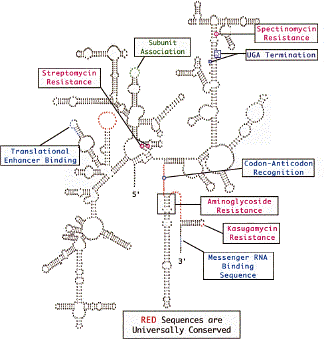 Spectinomycin
Resistance
Subunit
Association
UGA Termination
Streptomycin
Resistance
Translational
Enhancer Binding
Codon-Anticodon
Recognition
5'
Aminoglycoside
Resistance
Kasugamycin
Resistance
3'
Messenger RNA
Binding
Sequence
RED Sequences are
Universally Conserved